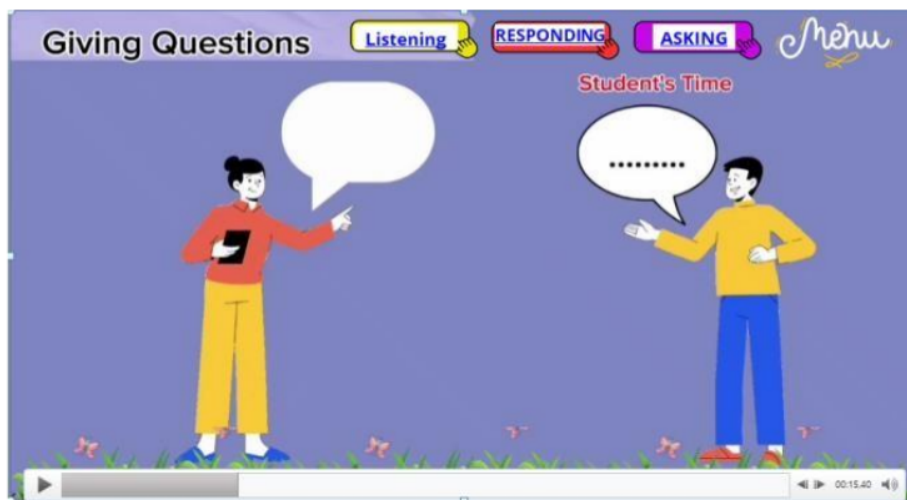 Giving Questions
Listening
RESPONDING
ASKING
Menu
Student's Time
.........
00:15.40